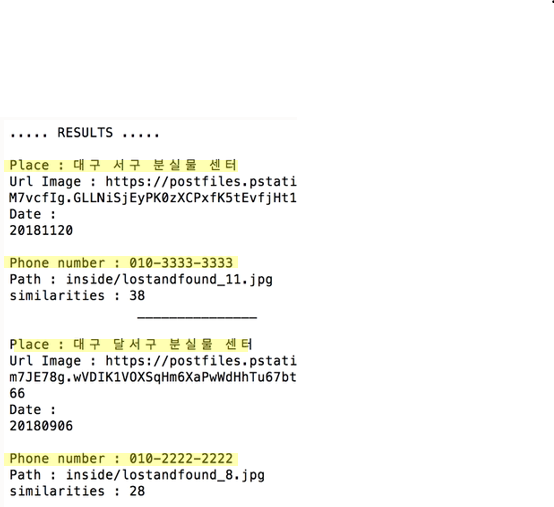 ..... RESULTS .....
Place : 대구 서구 분실물 센터
Url Image : https://postfiles.pstati
M7vcfIg.GLLNiSjEyPK0zXCPxfK5tEvfjHt1
Date :
20181120
Phone number : 010-3333-3333
Path : inside/lostandfound_11.jpg
similarities : 38
_______________
Place : 대구 달서구 분실물 센터
Url Image : https://postfiles.pstati
m7JE78g.wVDIK1VOXSqHm6XaPwWdHhTu67bt
66
Date :
20180906
Phone number : 010-2222-2222
Path : inside/lostandfound_8.jpg
similarities : 28